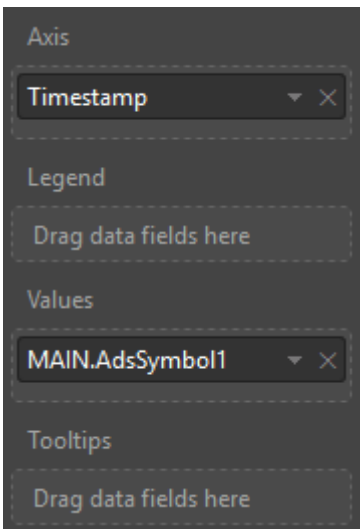 Axis
Timestamp
Legend
Drag data fields here
Values
MAIN.AdsSymbol1
Tooltips
Drag data fields here